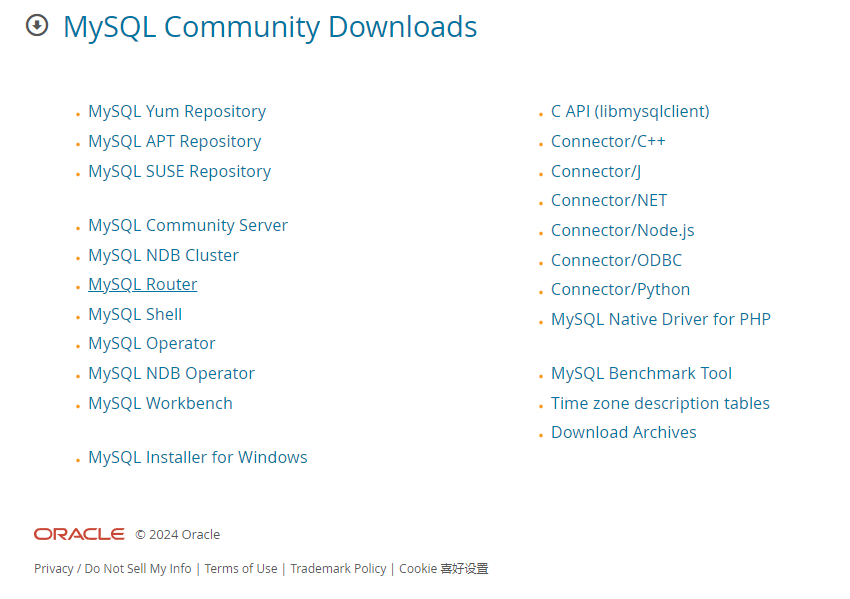 MySQL Community Downloads
MySQL Yum Repository
MySQL APT Repository
MySQL SUSE Repository
MySQL Community Server
MySQL NDB Cluster
MySQL Router
MySQL Shell
MySQL Operator
MySQL NDB Operator
MySQL Workbench
MySQL Installer for Windows
C API (libmysqlclient)
Connector/C++
Connector/J
Connector/NET
Connector/Node.js
Connector/ODBC
Connector/Python
MySQL Native Driver for PHP
MySQL Benchmark Tool
Time zone description tables
Download Archives
ORACLE © 2024 Oracle
Privacy / Do Not Sell My Info | Terms of Use | Trademark Policy | Cookie 喜好设置